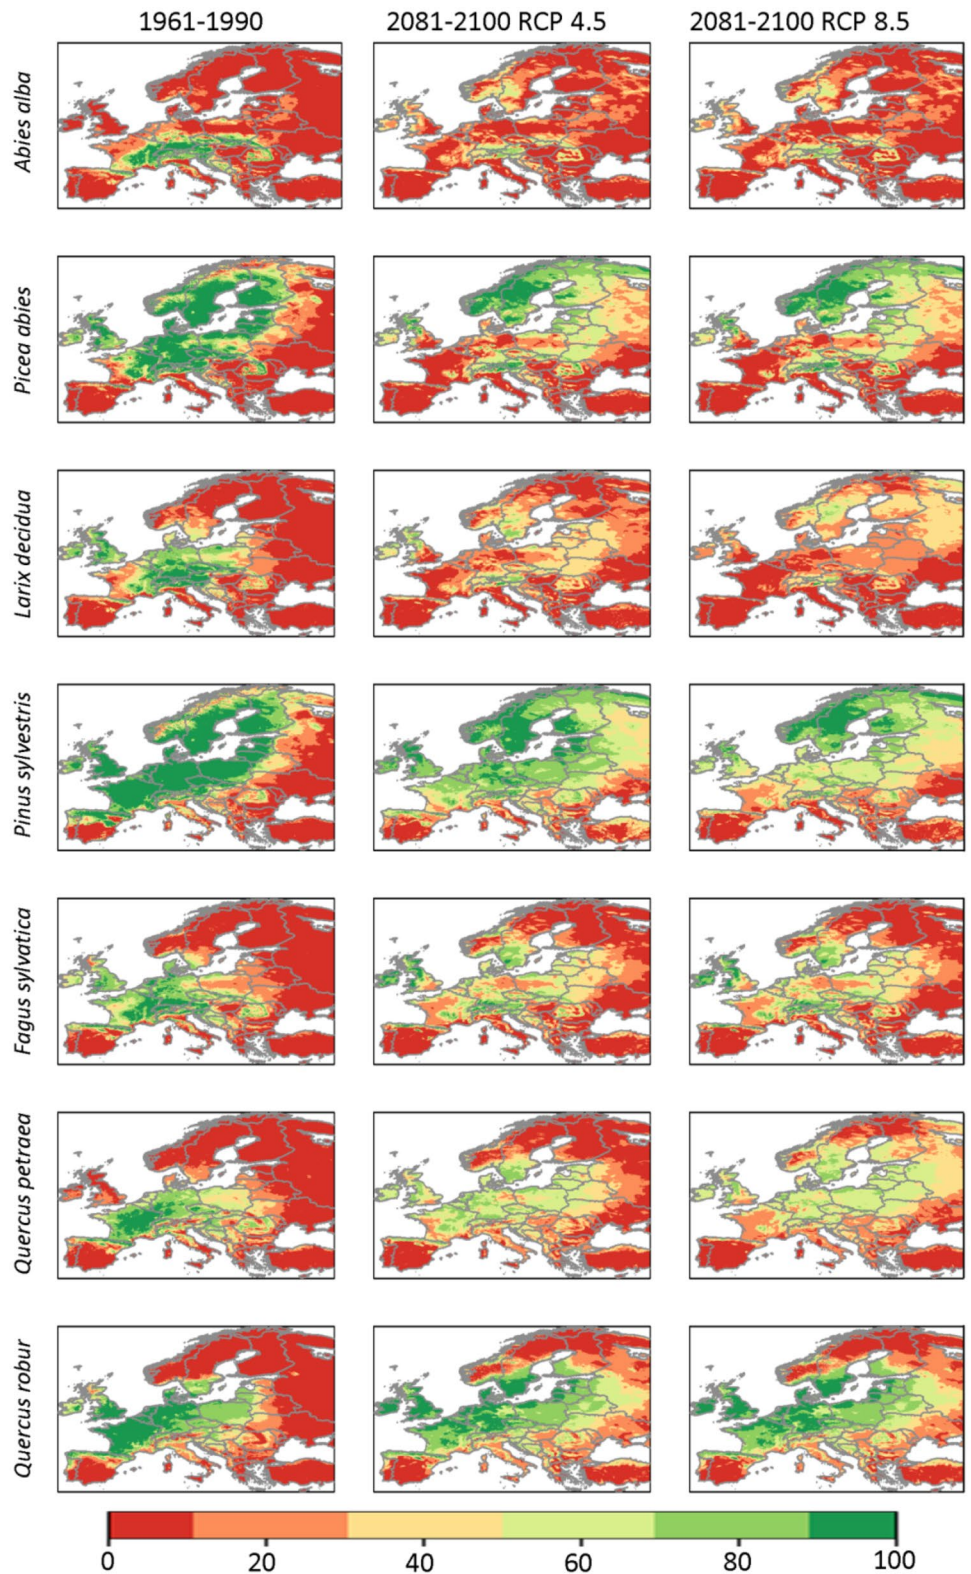 1961-1990 2081-2100 RCP 4.5 2081-2100 RCP 8.5
Abies alba
Picea abies
Larix decidua
Pinus sylvestris
Fagus sylvatica
Quercus petraea
Quercus robur
0 20 40 60 80 100